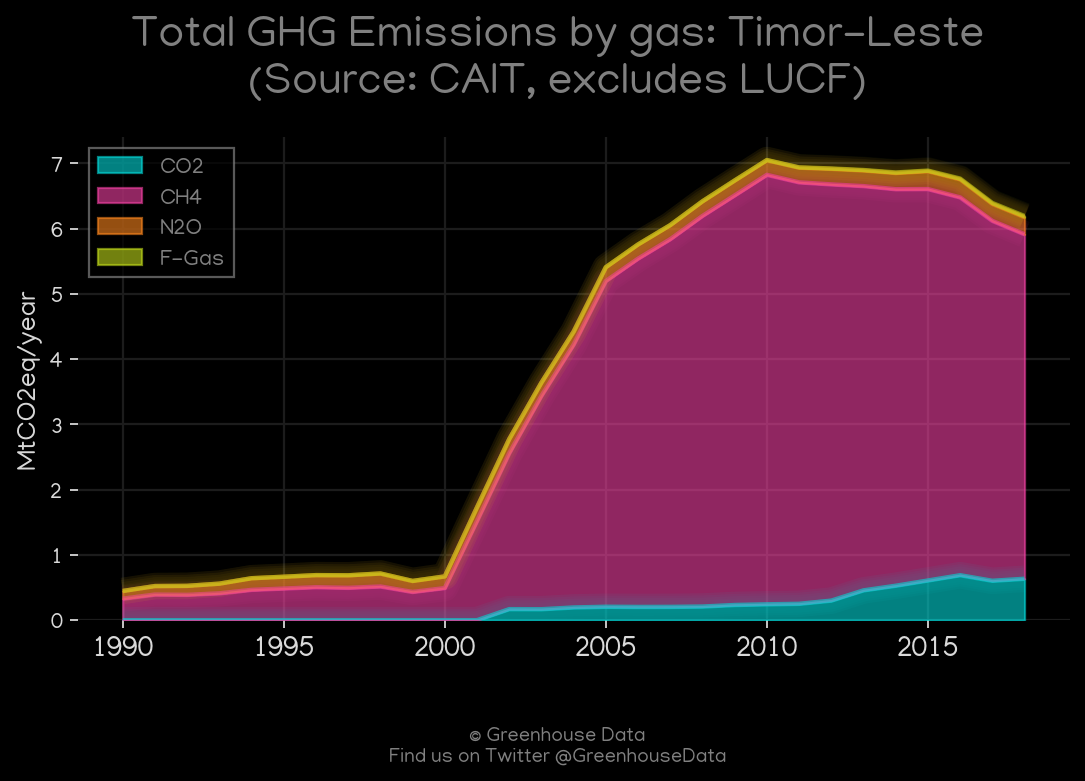 Total GHG Emissions by gas: Timor-Leste
(Source: CAIT, excludes LUCF)
CO2
CH4
N2O
F-Gas
MtCO2eq/year
7
6
5
4
3
2
1
0
1990 1995 2000 2005 2010 2015
© Greenhouse Data
Find us on Twitter @GreenhouseData